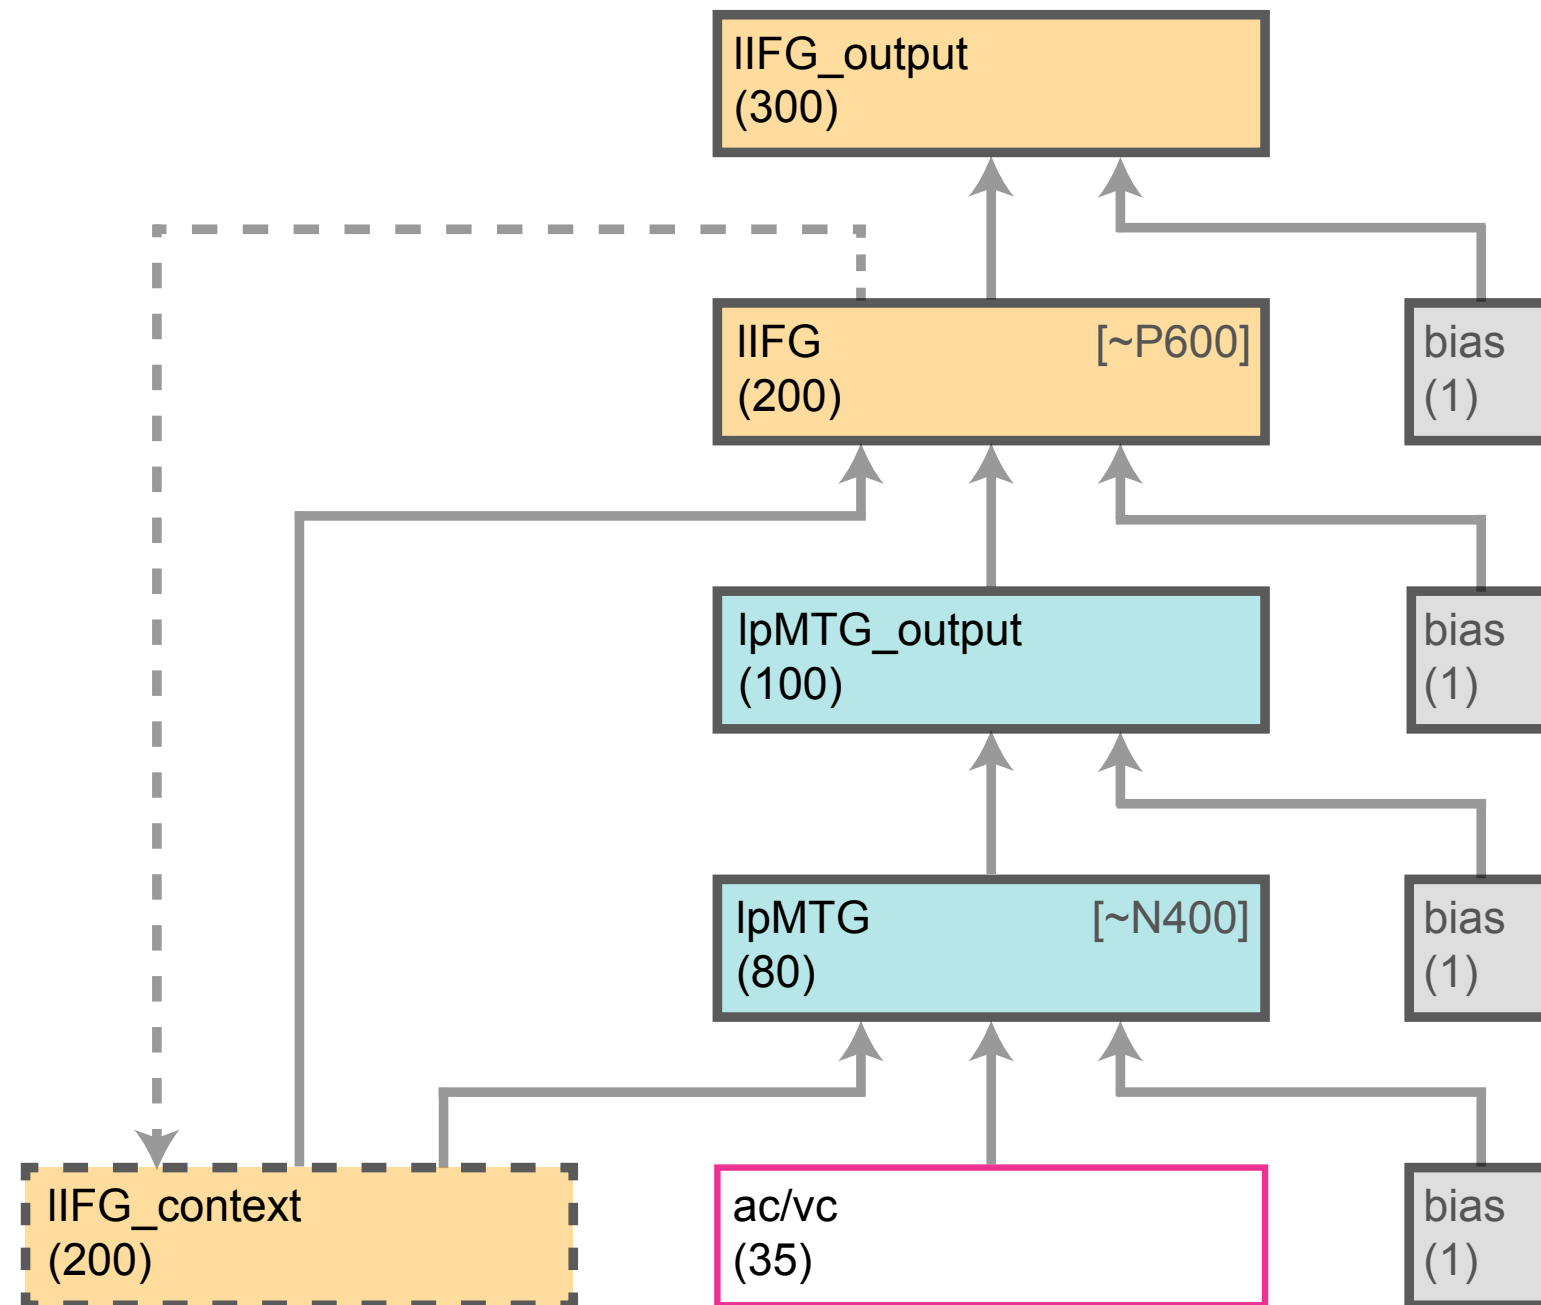 lIFG_output
(300)
lIFG [~P600]
(200)
bias
(1)
lpMTG_output
(100)
bias
(1)
lpMTG [~N400]
(80)
bias
(1)
lIFG_context
(200)
ac/vc
(35)
bias
(1)